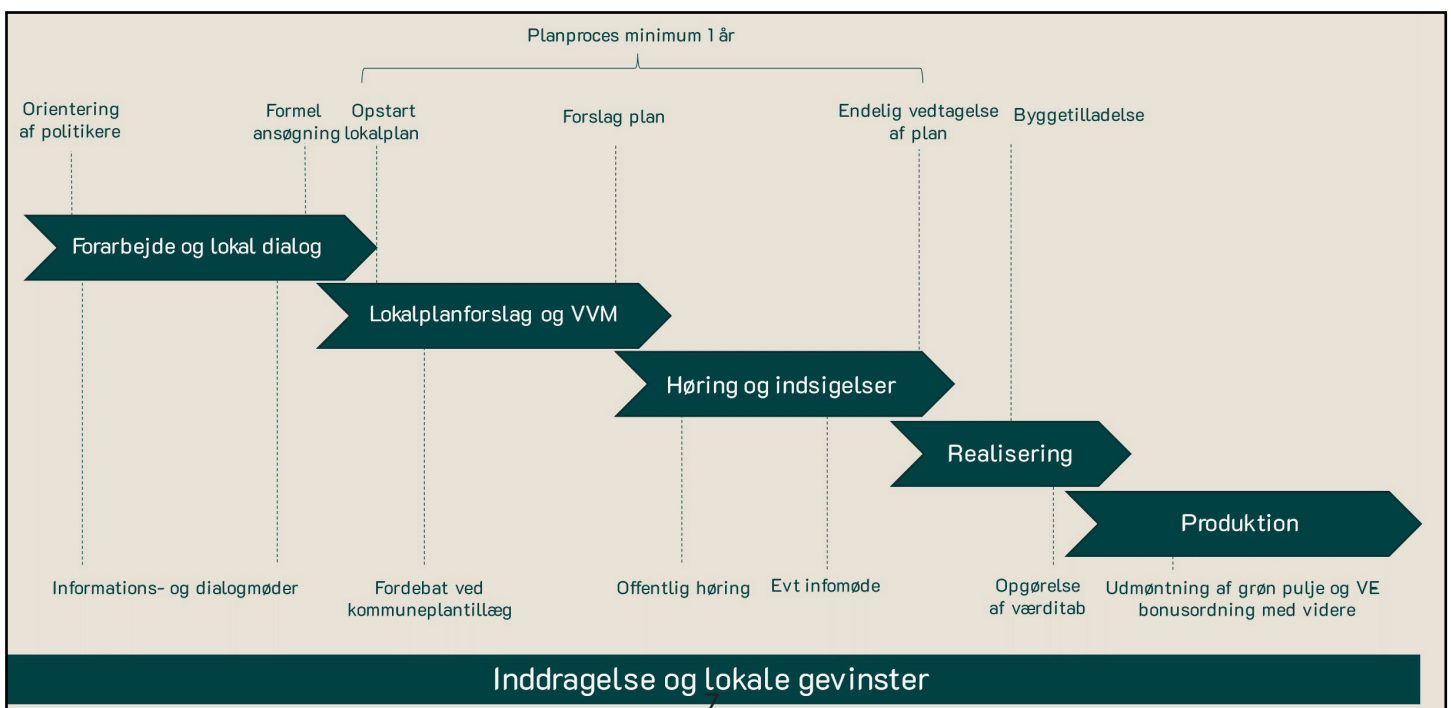 Planproces minimum 1 år
Orientering
af politikere
Formel
ansøgning
Opstart
lokalplan
Forslag plan
Endelig vedtagelse
af plan
Byggetilladelse
Forarbejde og lokal dialog
Lokalplanforslag og VVM
Høring og indsigelser
Realisering
Produktion
Informations- og dialogmøder
Fordebat ved
kommuneplantillæg
Offentlig høring
Evt infomøde
Opgørelse
af værditab
Udmøntning af grøn pulje og VE
bonusordning med videre
Inddragelse og lokale gevinster
7